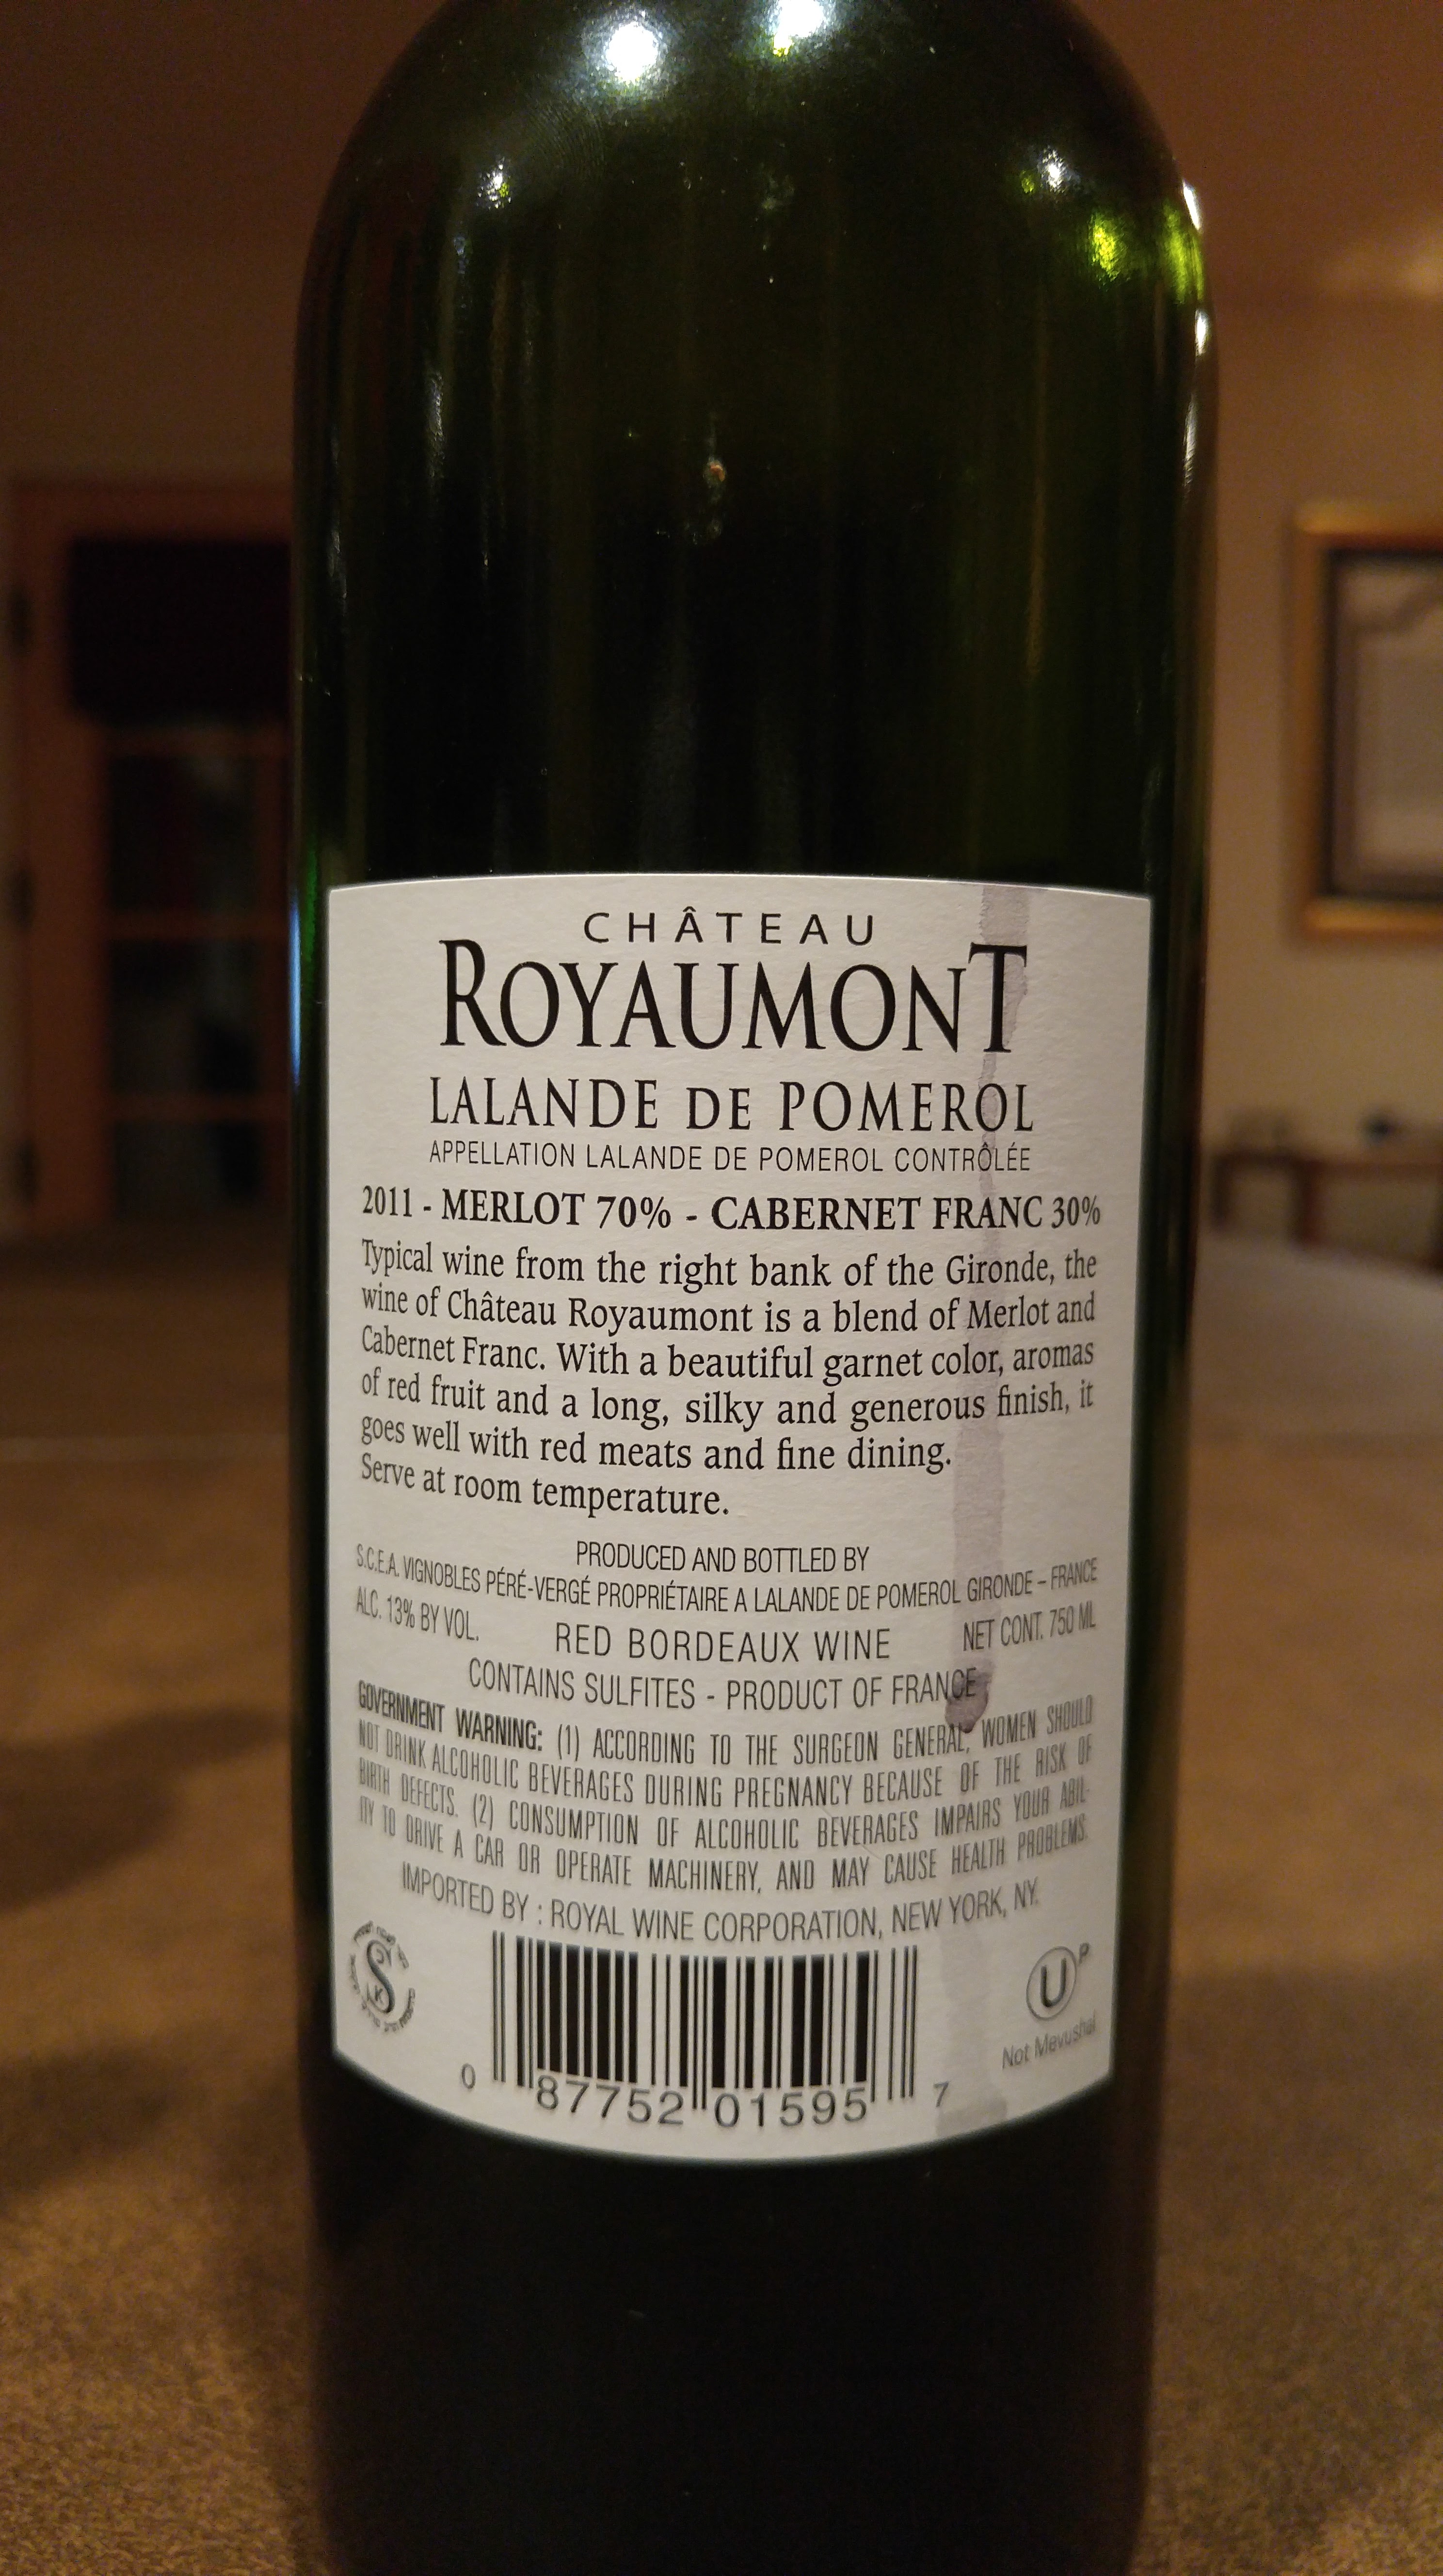 CHÂTEAU
ROYAUMONT
LALANDE DE POMEROL
APPELLATION LALANDE DE POMEROL CONTRÔLÉE
2011 - MERLOT 70% - CABERNET FRANC 30%
Typical wine from the right bank of the Gironde, the
wine of Château Royaumont is a blend of Merlot and
Cabernet Franc. With a beautiful garnet color, aromas
of red fruit and a long, silky and generous finish, it
goes well with red meats and fine dining.
Serve at room temperature.
PRODUCED AND BOTTLED BY
S.C.E.A. VIGNOBLES PÉRÉ-VERGÉ PROPRIÉTAIRE A LALANDE DE POMEROL GIRONDE – FRANCE
ALC. 13% BY VOL. RED BORDEAUX WINE NET CONT. 750 ML
CONTAINS SULFITES - PRODUCT OF FRANCE
GOVERNMENT WARNING: (1) ACCORDING TO THE SURGEON GENERAL, WOMEN SHOULD
NOT DRINK ALCOHOLIC BEVERAGES DURING PREGNANCY BECAUSE OF THE RISK OF
BIRTH DEFECTS. (2) CONSUMPTION OF ALCOHOLIC BEVERAGES IMPAIRS YOUR ABIL-
ITY TO DRIVE A CAR OR OPERATE MACHINERY, AND MAY CAUSE HEALTH PROBLEMS.
IMPORTED BY : ROYAL WINE CORPORATION, NEW YORK, NY.
S K
U P
Not Mevushal
0 87752 01595 7